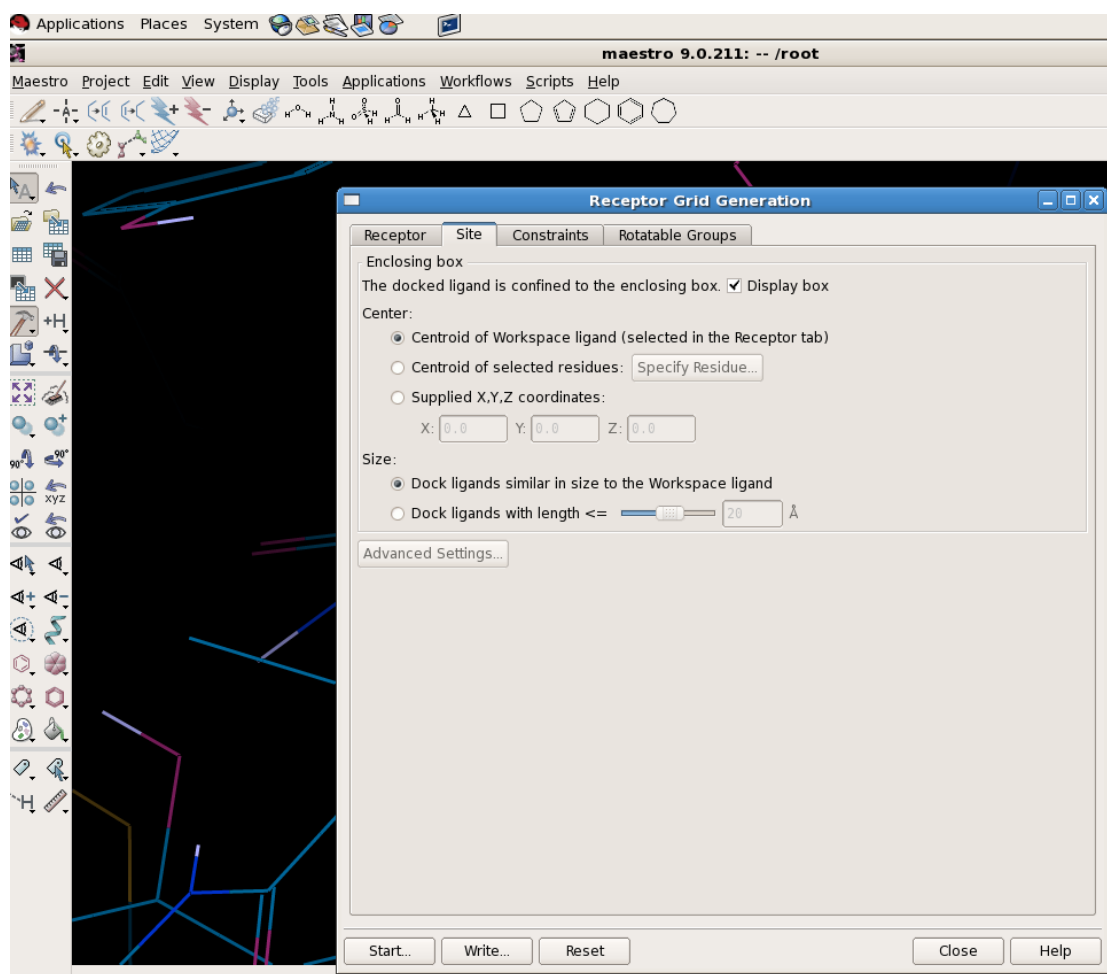 Applications Places System
maestro 9.0.211: -- /root
Maestro Project Edit View Display Tools Applications Workflows Scripts Help
Receptor Grid Generation
Receptor Site Constraints Rotatable Groups
Enclosing box
The docked ligand is confined to the enclosing box. Display box
Center:
Centroid of Workspace ligand (selected in the Receptor tab)
Centroid of selected residues: Specify Residue...
Supplied X,Y,Z coordinates:
X: 0.0 Y: 0.0 Z: 0.0
Size:
Dock ligands similar in size to the Workspace ligand
Dock ligands with length <= 20 Å
Advanced Settings...
+H
90° 90°
xyz
H
Start... Write... Reset Close Help